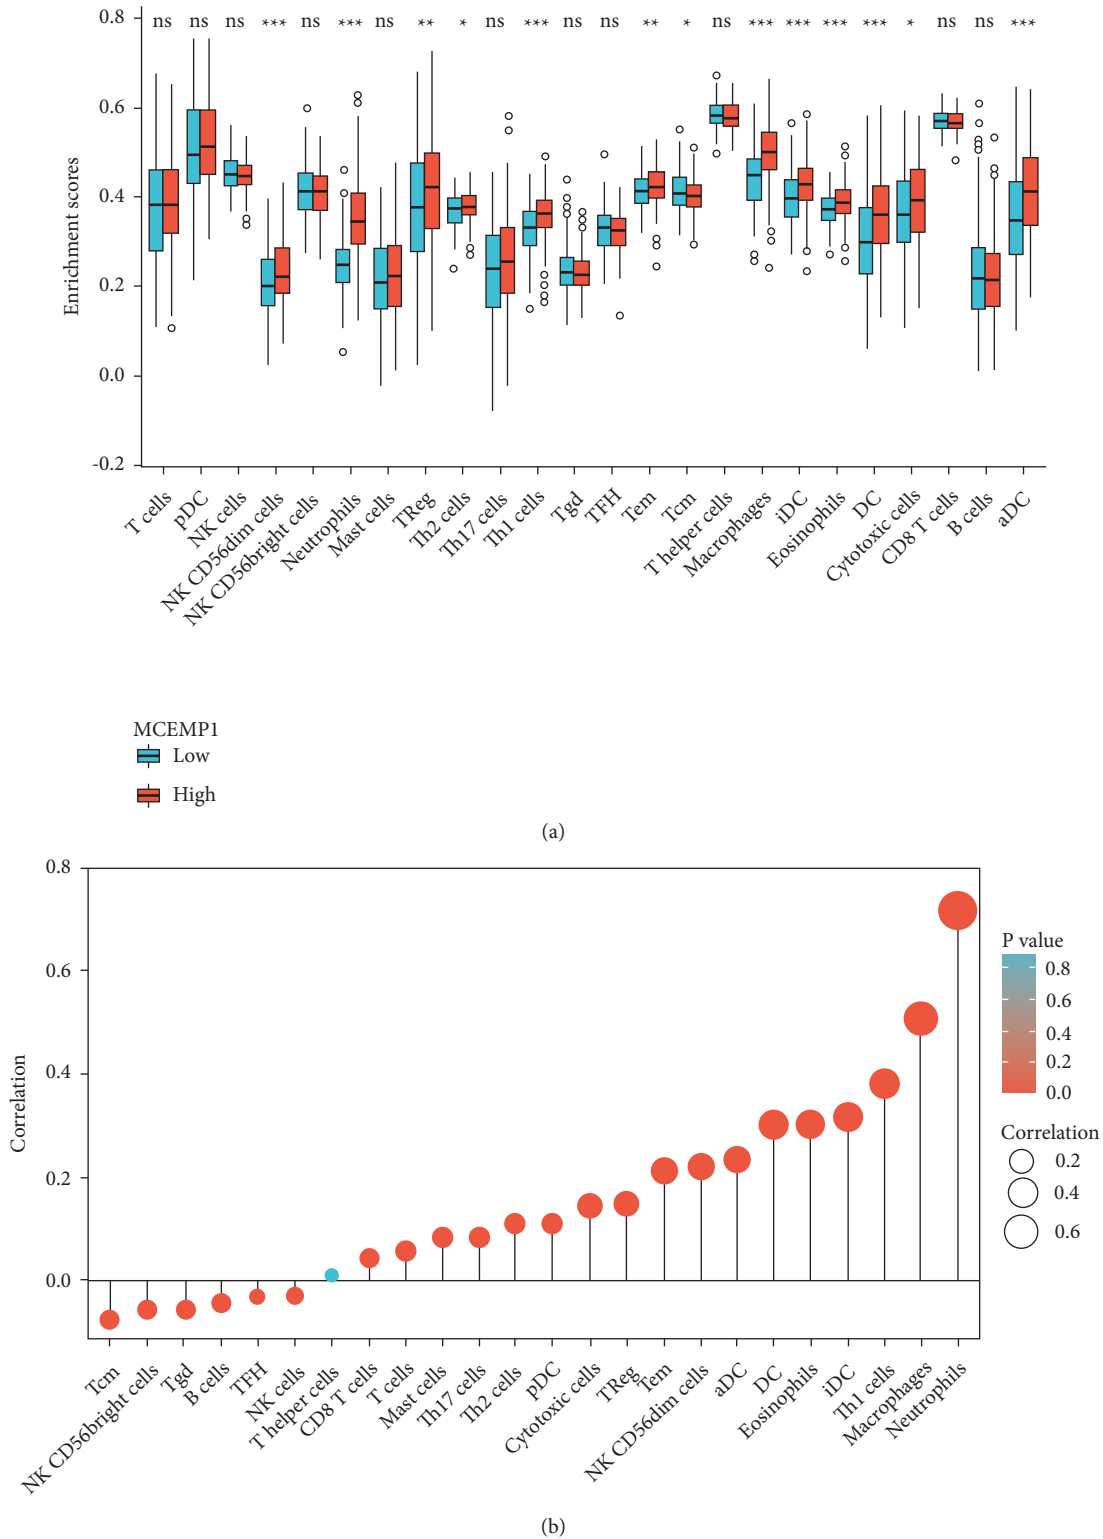 ns ns ns *** ns *** ns ** * ns *** ns ns ** * ns *** *** *** *** * ns ns ***
0.8
0.6
0.4
0.2
0.0
-0.2
Enrichment scores
T cells
pDC
NK cells
NK CD56dim cells
NK CD56bright cells
Neutrophils
Mast cells
TReg
Th2 cells
Th17 cells
Th1 cells
Tgd
TFH
Tem
Tcm
T helper cells
Macrophages
iDC
Eosinophils
DC
Cytotoxic cells
CD8 T cells
B cells
aDC
MCEMP1
Low
High
(a)
0.8
0.6
0.4
0.2
0.0
Correlation
Tcm
NK CD56bright cells
Tgd
B cells
TFH
NK cells
T helper cells
CD8 T cells
T cells
Mast cells
Th17 cells
Th2 cells
pDC
Cytotoxic cells
TReg
Tem
NK CD56dim cells
aDC
DC
Eosinophils
iDC
Th1 cells
Macrophages
Neutrophils
P value
0.8
0.6
0.4
0.2
0.0
Correlation
0.2
0.4
0.6
(b)